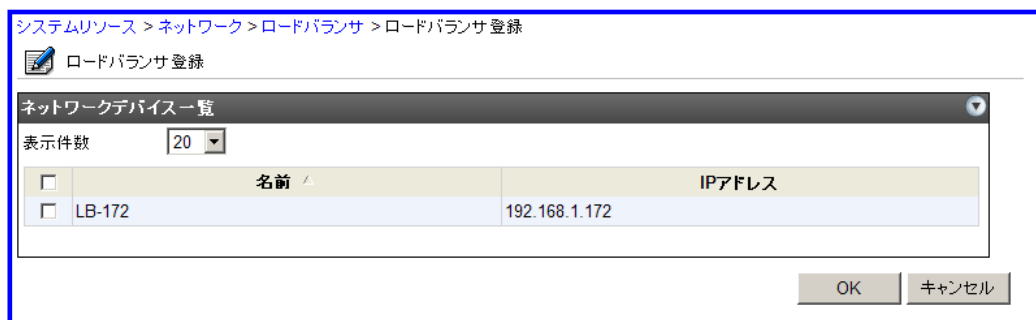 システムリソース > ネットワーク > ロードバランサ > ロードバランサ登録
ロードバランサ登録
ネットワークデバイス一覧
表示件数 20
名前 IPアドレス
LB-172 192.168.1.172
OK キャンセル